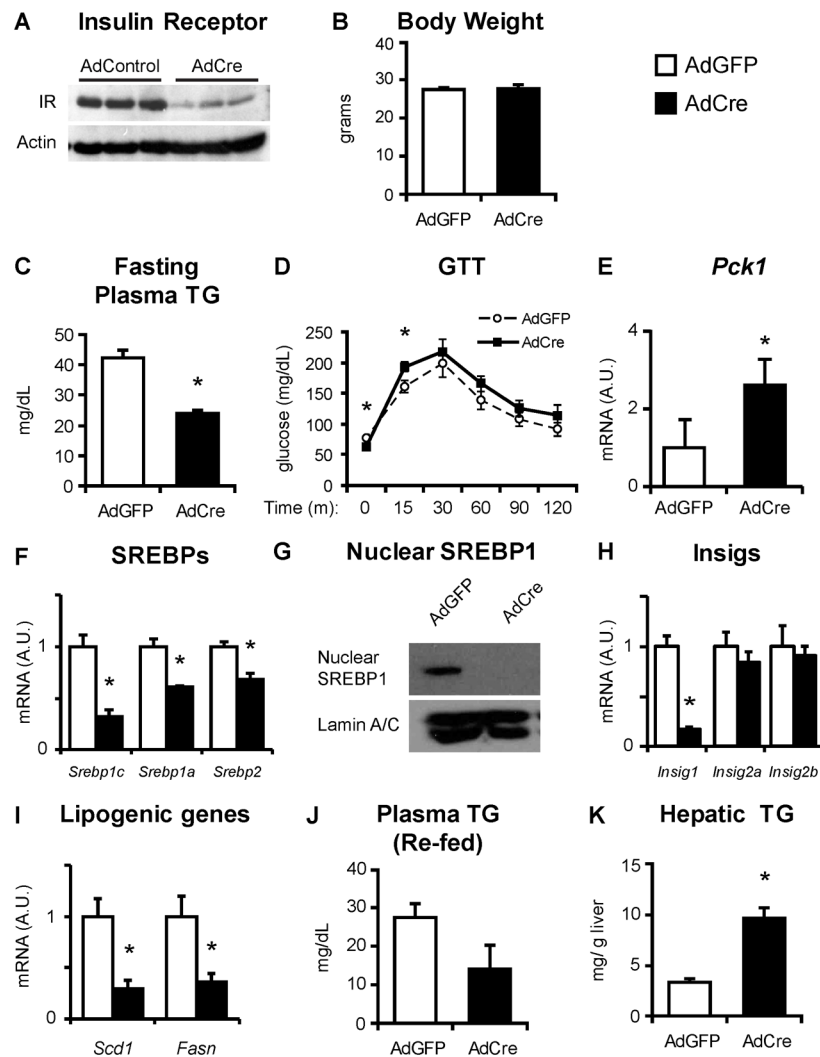 A Insulin Receptor
AdControl AdCre
IR
Actin
B Body Weight
grams
40
30
20
10
0
AdGFP AdCre
AdGFP
AdCre
C Fasting
Plasma TG
mg/dL
50
40
30
20
10
0
*
AdGFP AdCre
D GTT
glucose (mg/dL)
250
200
150
100
50
0
*
*
AdGFP
AdCre
Time (m): 0 15 30 60 90 120
E Pck1
mRNA (A.U.)
4
2
0
*
AdGFP AdCre
F SREBPs
mRNA (A.U.)
1
0
* * *
Srebp1c Srebp1a Srebp2
G Nuclear SREBP1
AdGFP AdCre
Nuclear
SREBP1
Lamin A/C
H Insigs
mRNA (A.U.)
1
0
*
Insig1 Insig2a Insig2b
I Lipogenic genes
mRNA (A.U.)
1
0
* *
Scd1 Fasn
J Plasma TG
(Re-fed)
mg/dL
40
30
20
10
0
AdGFP AdCre
K Hepatic TG
mg/ g liver
15
10
5
0
*
AdGFP AdCre